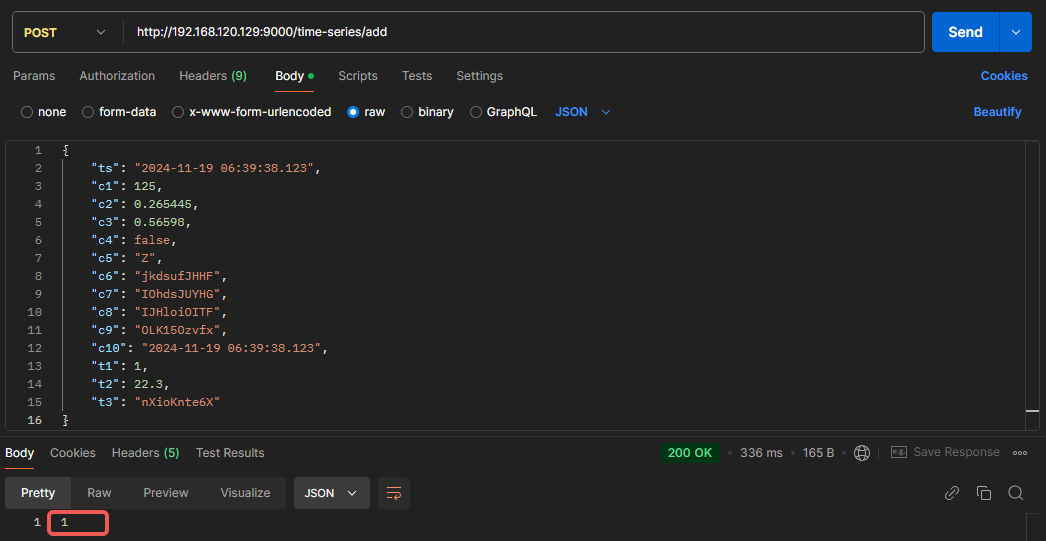 POST http://192.168.120.129:9000/time-series/add Send
Params Authorization Headers (9) Body Scripts Tests Settings Cookies
none form-data x-www-form-urlencoded raw binary GraphQL JSON Beautify
1 {
2 "ts": "2024-11-19 06:39:38.123",
3 "c1": 125,
4 "c2": 0.265445,
5 "c3": 0.56598,
6 "c4": false,
7 "c5": "Z",
8 "c6": "jkdsufJHHF",
9 "c7": "IOhdsJUYHG",
10 "c8": "IJHloiOITF",
11 "c9": "OLK15Ozvfx",
12 "c10": "2024-11-19 06:39:38.123",
13 "t1": 1,
14 "t2": 22.3,
15 "t3": "nXioKnte6X"
16 }
Body Cookies Headers (5) Test Results 200 OK 336 ms 165 B e.g. Save Response
Pretty Raw Preview Visualize JSON
1 1